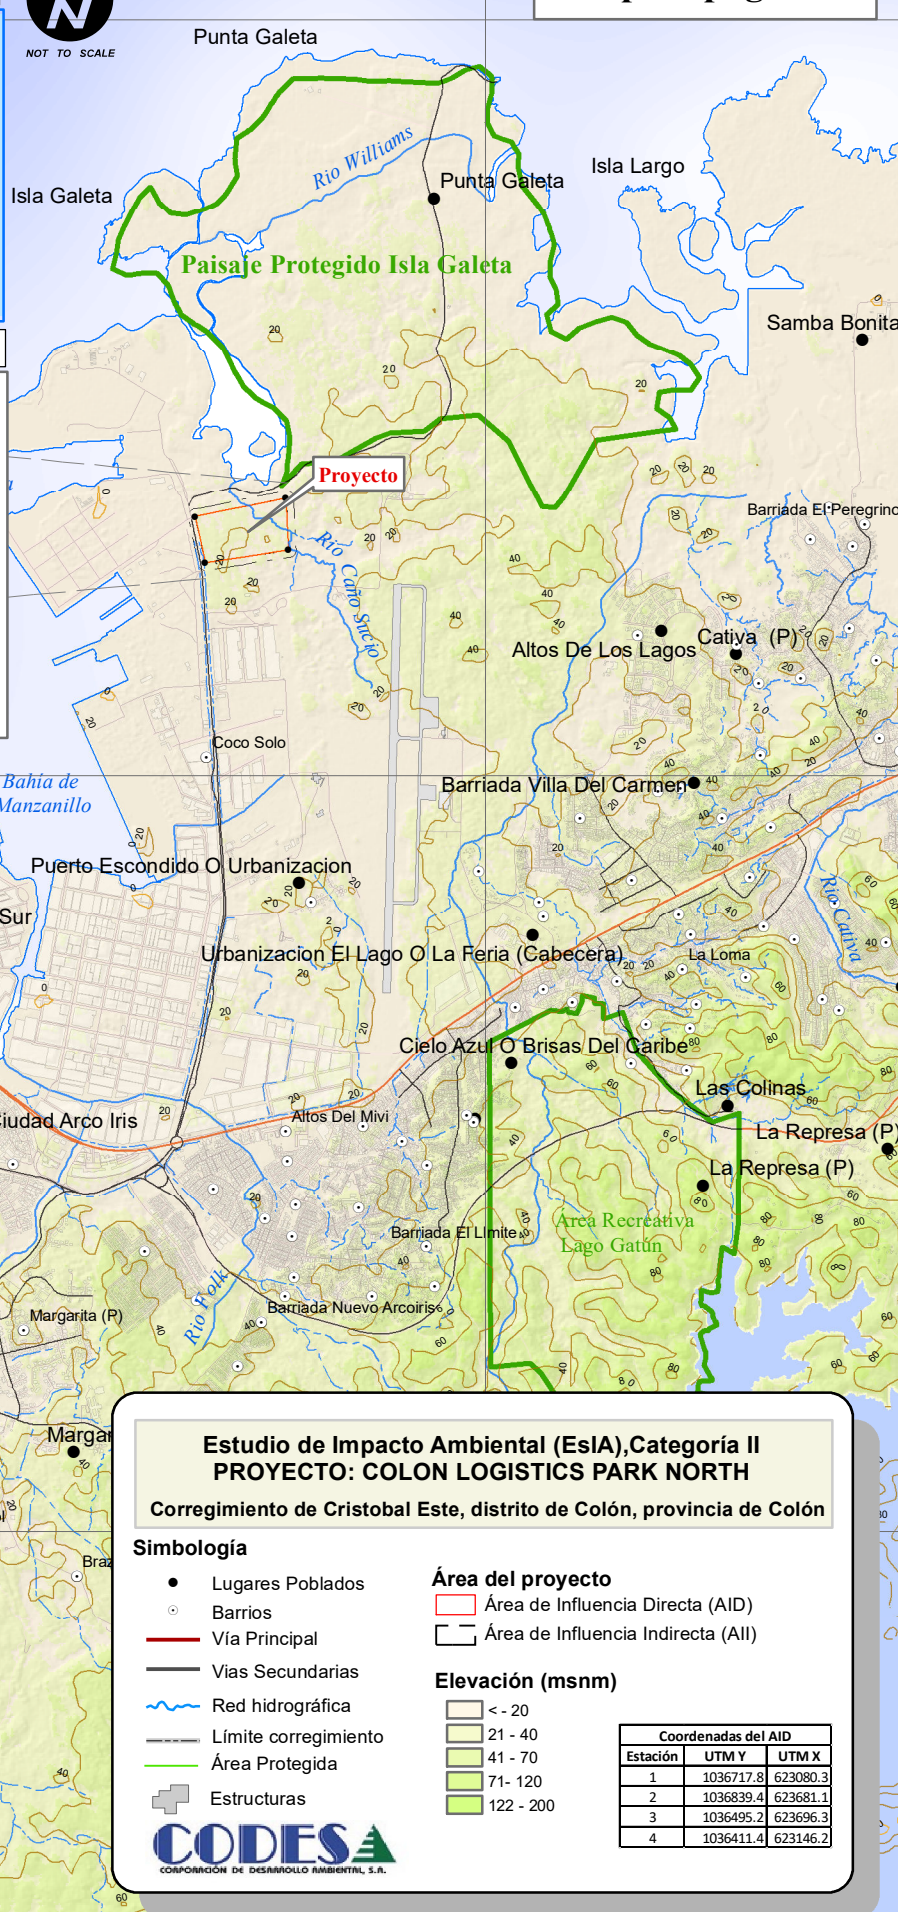 N
NOT TO SCALE
Punta Galeta
Isla Largo
Rio Williams
Punta Galeta
Isla Galeta
Paisaje Protegido Isla Galeta
Samba Bonita
Proyecto
Barriada El Peregrino
Rio Caño Sucio
Altos De Los Lagos
Cativa (P)
Coco Solo
Bahía de
Manzanillo
Barriada Villa Del Carmen
Puerto Escondido O Urbanizacion
Rio Cativa
Sur
Urbanizacion El Lago O La Feria (Cabecera)
La Loma
Cielo Azul O Brisas Del Caribe
Las Colinas
Ciudad Arco Iris
Altos Del Mivi
La Represa (P)
La Represa (P)
Barriada El LImite
Área Recreativa
Lago Gatún
Rio Folk
Barriada Nuevo Arcoiris
Margarita (P)
Margar
Braz
Estudio de Impacto Ambiental (EsIA),Categoría II
PROYECTO: COLON LOGISTICS PARK NORTH
Corregimiento de Cristobal Este, distrito de Colón, provincia de Colón
Simbología
Lugares Poblados
Barrios
Vía Principal
Vias Secundarias
Red hidrográfica
Límite corregimiento
Área Protegida
Estructuras
Área del proyecto
Área de Influencia Directa (AID)
Área de Influencia Indirecta (AII)
Elevación (msnm)
< - 20
21 - 40
41 - 70
71- 120
122 - 200
Coordenadas del AID
Estación UTM Y UTM X
1 1036717.8 623080.3
2 1036839.4 623681.1
3 1036495.2 623696.3
4 1036411.4 623146.2
CODESA
CORPORACIÓN DE DESARROLLO AMBIENTAL, S.A.